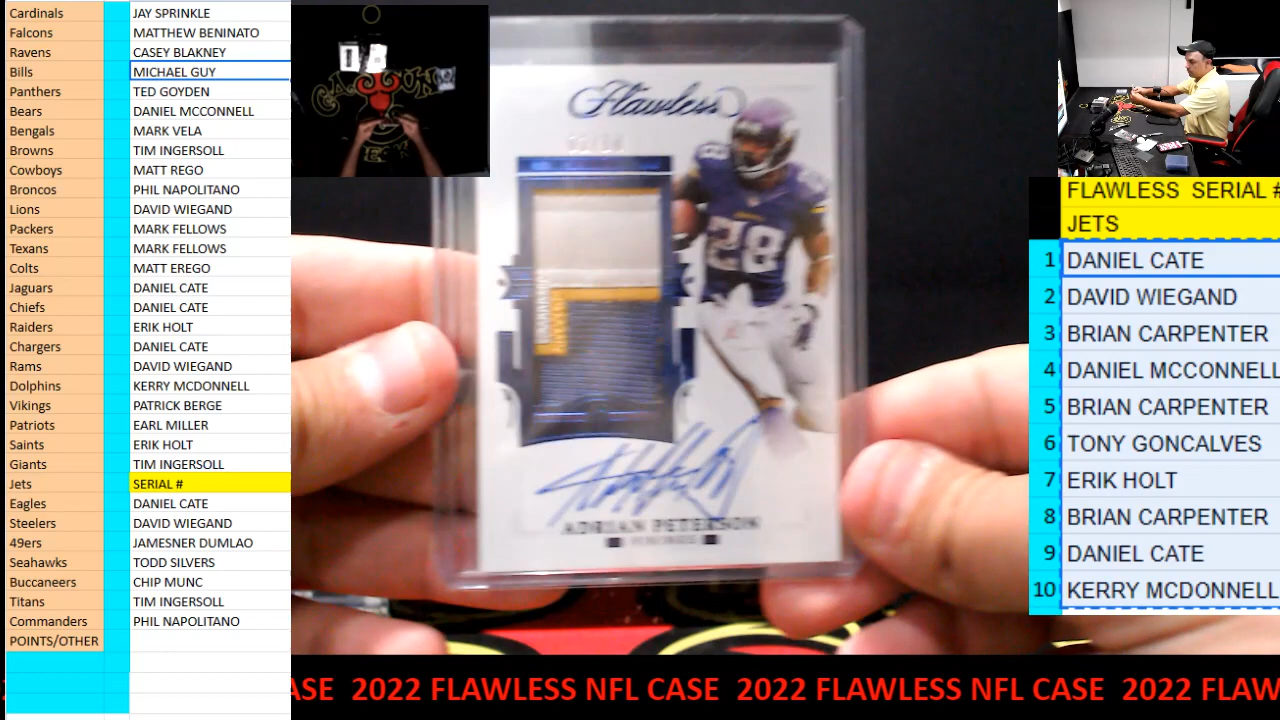 Cardinals JAY SPRINKLE
Falcons MATTHEW BENINATO
Ravens CASEY BLAKNEY
Bills MICHAEL GUY
Panthers TED GOYDEN
Bears DANIEL MCCONNELL
Bengals MARK VELA
Browns TIM INGERSOLL
Cowboys MATT REGO
Broncos PHIL NAPOLITANO
Lions DAVID WIEGAND
Packers MARK FELLOWS
Texans MARK FELLOWS
Colts MATT EREGO
Jaguars DANIEL CATE
Chiefs DANIEL CATE
Raiders ERIK HOLT
Chargers DANIEL CATE
Rams DAVID WIEGAND
Dolphins KERRY MCDONNELL
Vikings PATRICK BERGE
Patriots EARL MILLER
Saints ERIK HOLT
Giants TIM INGERSOLL
Jets SERIAL #
Eagles DANIEL CATE
Steelers DAVID WIEGAND
49ers JAMESNER DUMLAO
Seahawks TODD SILVERS
Buccaneers CHIP MUNC
Titans TIM INGERSOLL
Commanders PHIL NAPOLITANO
POINTS/OTHER
Flawless
28
ADRIAN PETERSON
VIKINGS
FLAWLESS SERIAL #
JETS
1 DANIEL CATE
2 DAVID WIEGAND
3 BRIAN CARPENTER
4 DANIEL MCCONNELL
5 BRIAN CARPENTER
6 TONY GONCALVES
7 ERIK HOLT
8 BRIAN CARPENTER
9 DANIEL CATE
10 KERRY MCDONNELL
ASE 2022 FLAWLESS NFL CASE 2022 FLAWLESS NFL CASE 2022 FLAW